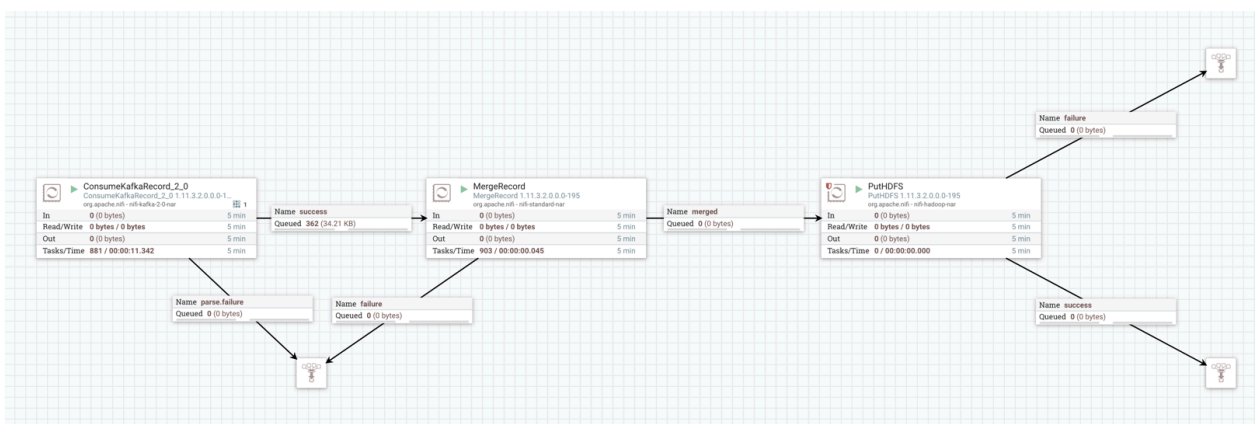 Name failure
Queued 0 (0 bytes)
ConsumeKafkaRecord_2_0
ConsumeKafkaRecord_2_0 1.11.3.2.0.0.0-1...
org.apache.nifi - nifi-kafka-2-0-nar
1
In 0 (0 bytes) 5 min
Read/Write 0 bytes / 0 bytes 5 min
Out 0 (0 bytes) 5 min
Tasks/Time 881 / 00:00:11.342 5 min
Name success
Queued 362 (34.21 KB)
MergeRecord
MergeRecord 1.11.3.2.0.0.0-195
org.apache.nifi - nifi-standard-nar
In 0 (0 bytes) 5 min
Read/Write 0 bytes / 0 bytes 5 min
Out 0 (0 bytes) 5 min
Tasks/Time 903 / 00:00:00.045 5 min
Name merged
Queued 0 (0 bytes)
PutHDFS
PutHDFS 1.11.3.2.0.0.0-195
org.apache.nifi - nifi-hadoop-nar
In 0 (0 bytes) 5 min
Read/Write 0 bytes / 0 bytes 5 min
Out 0 (0 bytes) 5 min
Tasks/Time 0 / 00:00:00.000 5 min
Name parse.failure
Queued 0 (0 bytes)
Name failure
Queued 0 (0 bytes)
Name success
Queued 0 (0 bytes)